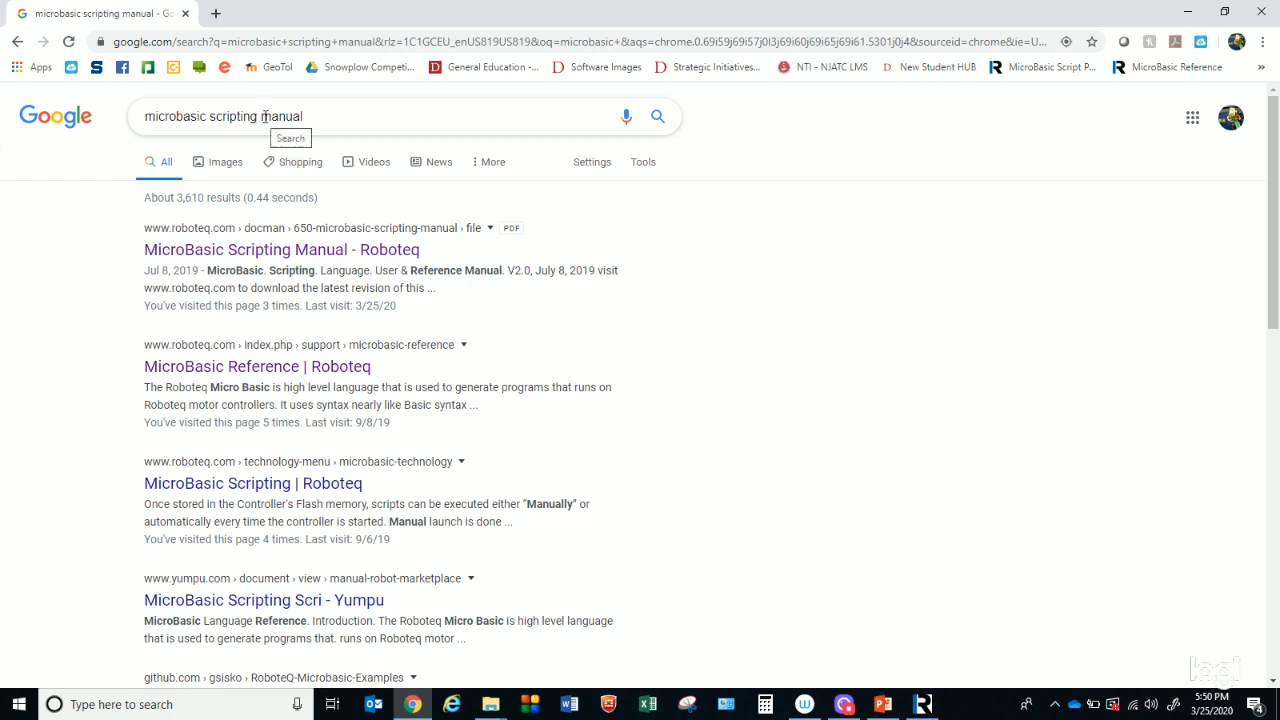 microbasic scripting manual - Go
google.com/search?q=microbasic+scripting+manual&rlz=1C1GCEU_enUS819US819&oq=microbasic+&aqs=chrome.0.69i59j69i57j0l3j69i60j69i65j69i61.5301j0j4&sourceid=chrome&ie=U...
Apps GeoTol Snowplow Competi... General Education -... Software Images Strategic Initiatives... NTI - NJATC LMS New Student HUB MicroBasic Script P... MicroBasic Reference »
Google microbasic scripting manual
Search
All Images Shopping Videos News More Settings Tools
About 3,610 results (0.44 seconds)
www.roboteq.com › docman › 650-microbasic-scripting-manual › file PDF
MicroBasic Scripting Manual - Roboteq
Jul 8, 2019 - MicroBasic. Scripting. Language. User & Reference Manual. V2.0, July 8, 2019 visit
www.roboteq.com to download the latest revision of this ...
You've visited this page 3 times. Last visit: 3/25/20
www.roboteq.com › index.php › support › microbasic-reference
MicroBasic Reference | Roboteq
The Roboteq Micro Basic is high level language that is used to generate programs that runs on
Roboteq motor controllers. It uses syntax nearly like Basic syntax ...
You've visited this page 5 times. Last visit: 9/8/19
www.roboteq.com › technology-menu › microbasic-technology
MicroBasic Scripting | Roboteq
Once stored in the Controller's Flash memory, scripts can be executed either “Manually” or
automatically every time the controller is started. Manual launch is done ...
You've visited this page 4 times. Last visit: 9/6/19
www.yumpu.com › document › view › manual-robot-marketplace
MicroBasic Scripting Scri - Yumpu
MicroBasic Language Reference. Introduction. The Roboteq Micro Basic is high level language
that is used to generate programs that. runs on Roboteq motor ...
github.com › gsisko › RoboteQ-Microbasic-Examples
Type here to search
5:50 PM
3/25/2020
4